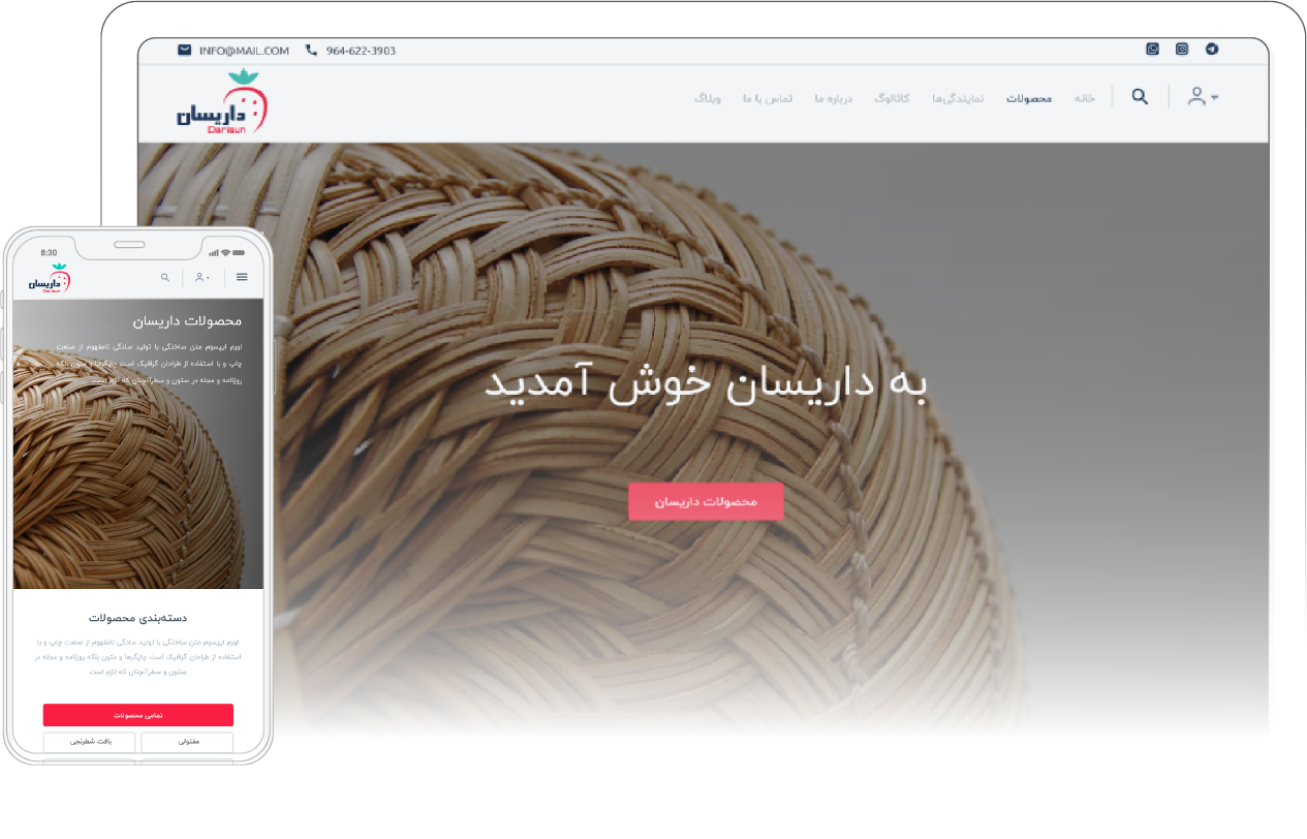 INFO@MAIL.COM 964-622-3903
داریسان
Darisun
خانه محصولات نمایندگی‌ها کاتالوگ درباره ما تماس با ما وبلاگ
به داریسان خوش آمدید
محصولات داریسان
8:30
داریسان
Darisun
محصولات داریسان
لورم ایپسوم متن ساختگی با تولید سادگی نامفهوم از صنعت
چاپ و با استفاده از طراحان گرافیک است چاپگرها و متون بلکه
روزنامه و مجله در ستون و سطرآنچنان که لازم است
دسته‌بندی محصولات
لورم ایپسوم متن ساختگی با تولید سادگی نامفهوم از صنعت چاپ و با
استفاده از طراحان گرافیک است چاپگرها و متون بلکه روزنامه و مجله در
ستون و سطرآنچنان که لازم است
تمامی محصولات
مفتولی بافت شطرنجی